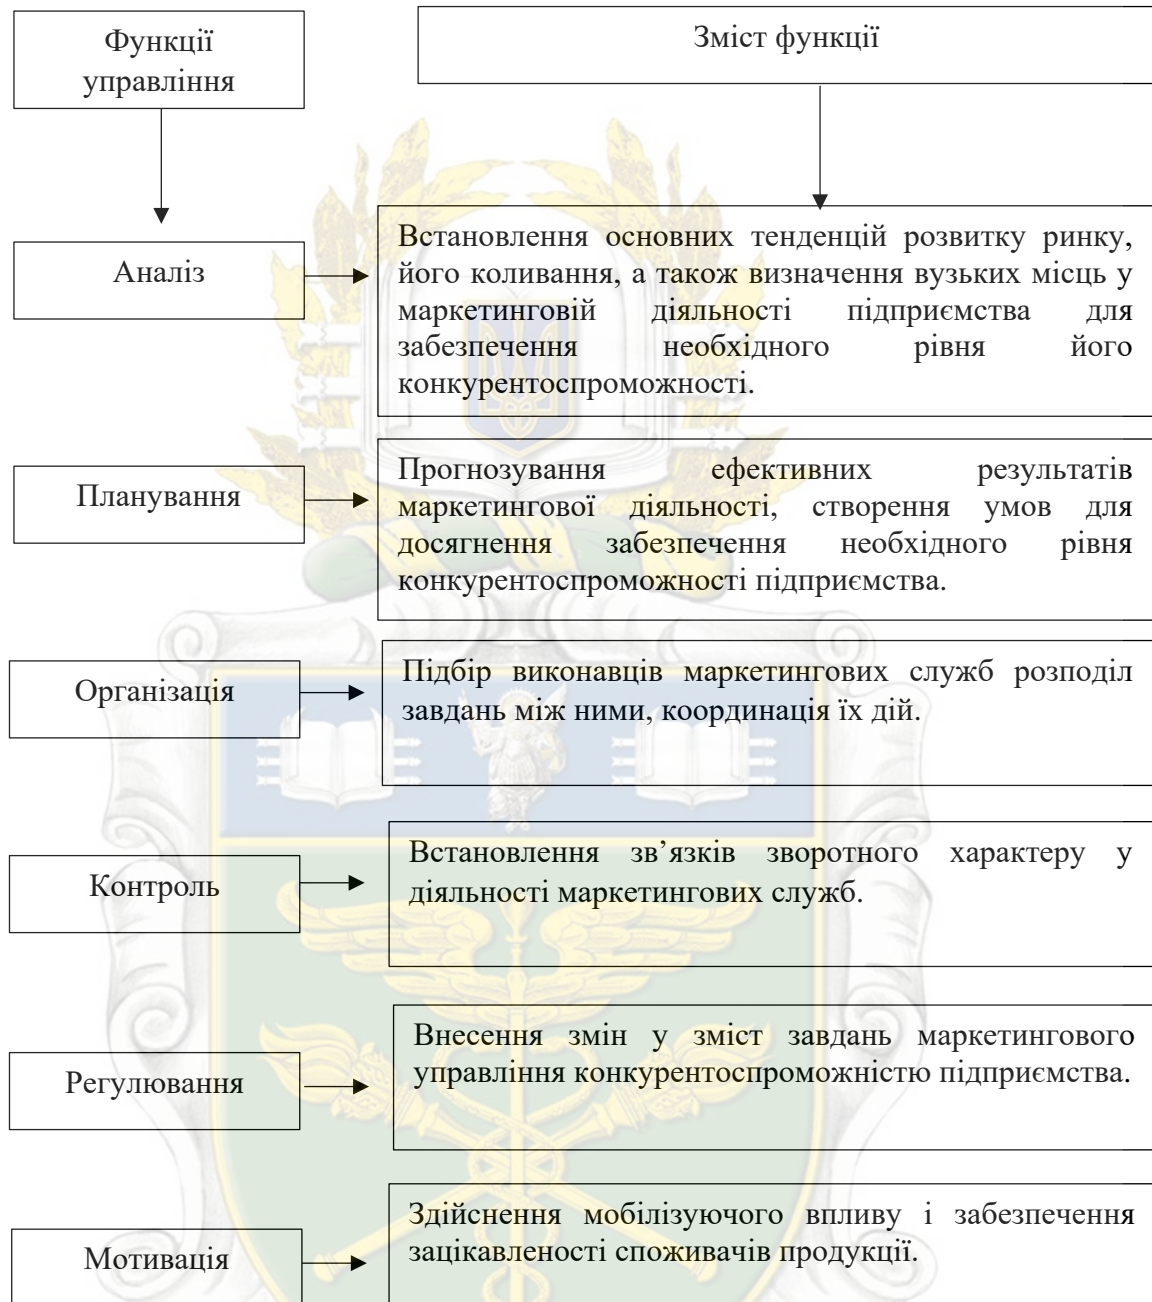 Функції
управління
Зміст функції
Аналіз
Встановлення основних тенденцій розвитку ринку,
його коливання, а також визначення вузьких місць у
маркетинговій діяльності підприємства для
забезпечення необхідного рівня його
конкурентоспроможності.
Планування
Прогнозування ефективних результатів
маркетингової діяльності, створення умов для
досягнення забезпечення необхідного рівня
конкурентоспроможності підприємства.
Організація
Підбір виконавців маркетингових служб розподіл
завдань між ними, координація їх дій.
Контроль
Встановлення зв’язків зворотного характеру у
діяльності маркетингових служб.
Регулювання
Внесення змін у зміст завдань маркетингового
управління конкурентоспроможністю підприємства.
Мотивація
Здійснення мобілізуючого впливу і забезпечення
зацікавленості споживачів продукції.